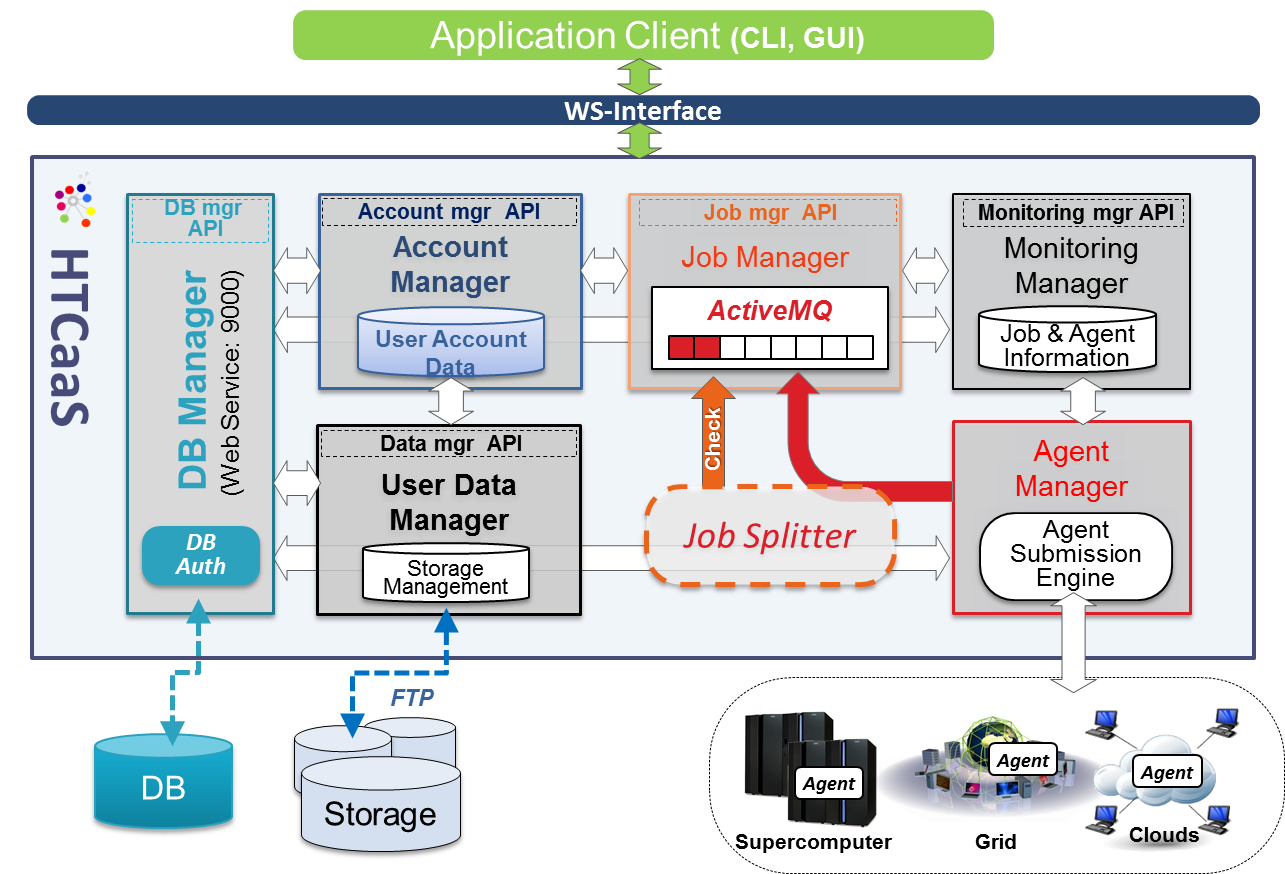 Application Client (CLI, GUI)
WS-Interface
HTCaaS
DB mgr
API
DB Manager
(Web Service: 9000)
DB
Auth
Account mgr API
Account
Manager
User Account
Data
Job mgr API
Job Manager
ActiveMQ
Monitoring mgr API
Monitoring
Manager
Job & Agent
Information
Data mgr API
User Data
Manager
Storage
Management
Check
Job Splitter
Agent
Manager
Agent
Submission
Engine
FTP
DB
Storage
Agent
Supercomputer
Agent
Grid
Agent
Clouds